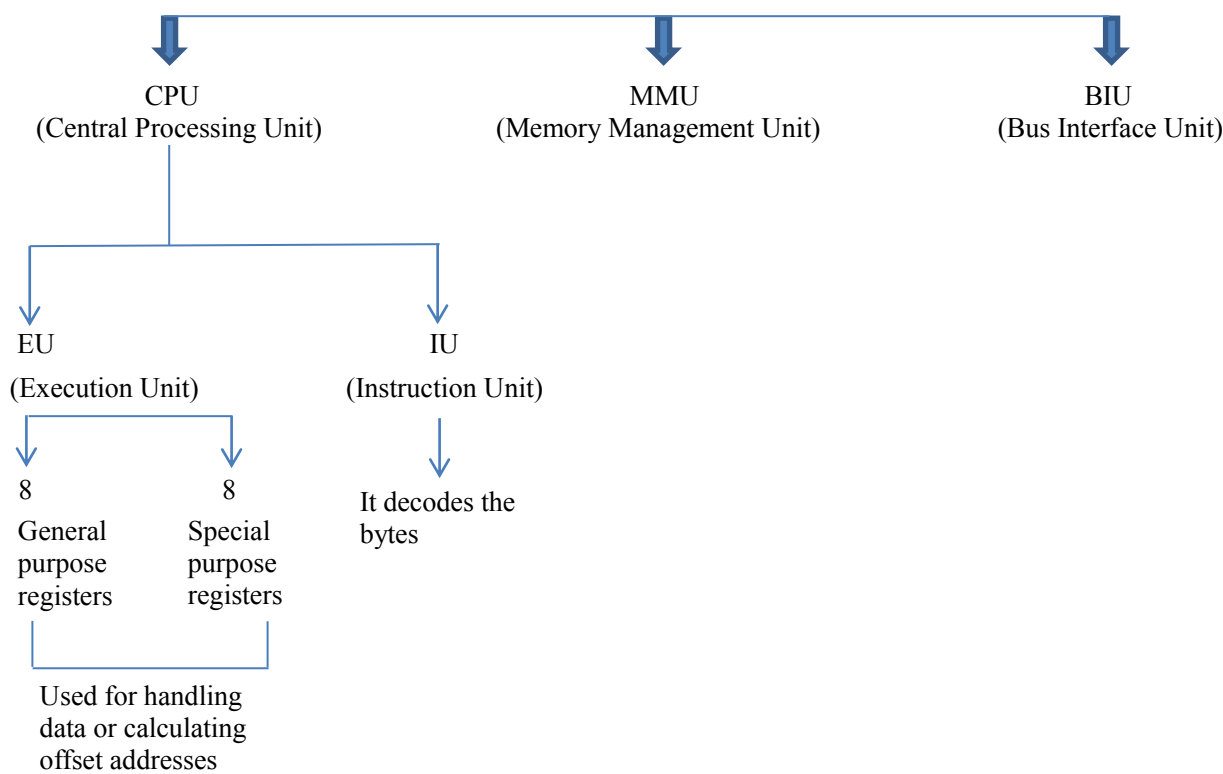 CPU
(Central Processing Unit)
MMU
(Memory Management Unit)
BIU
(Bus Interface Unit)
EU
(Execution Unit)
IU
(Instruction Unit)
8
General
purpose
registers
8
Special
purpose
registers
It decodes the
bytes
Used for handling
data or calculating
offset addresses